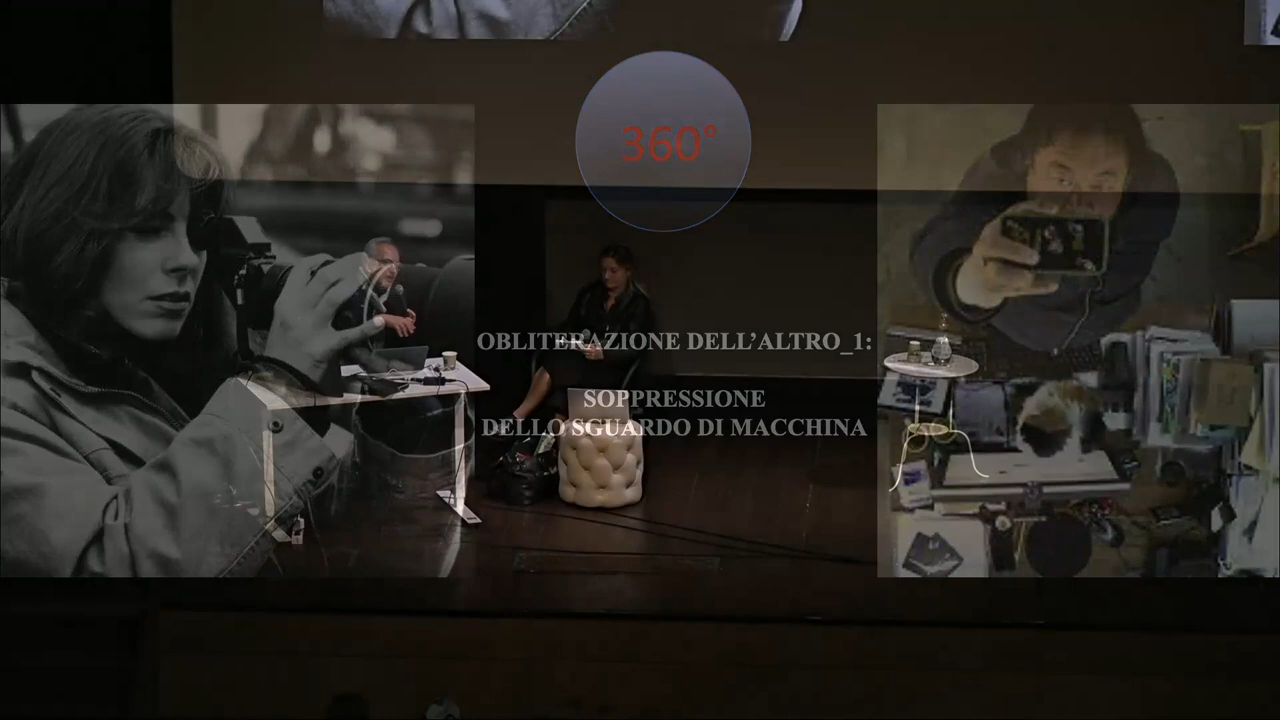 360°
OBLITERAZIONE DELL’ALTRO_1:
SOPPRESSIONE
DELLO SGUARDO DI MACCHINA